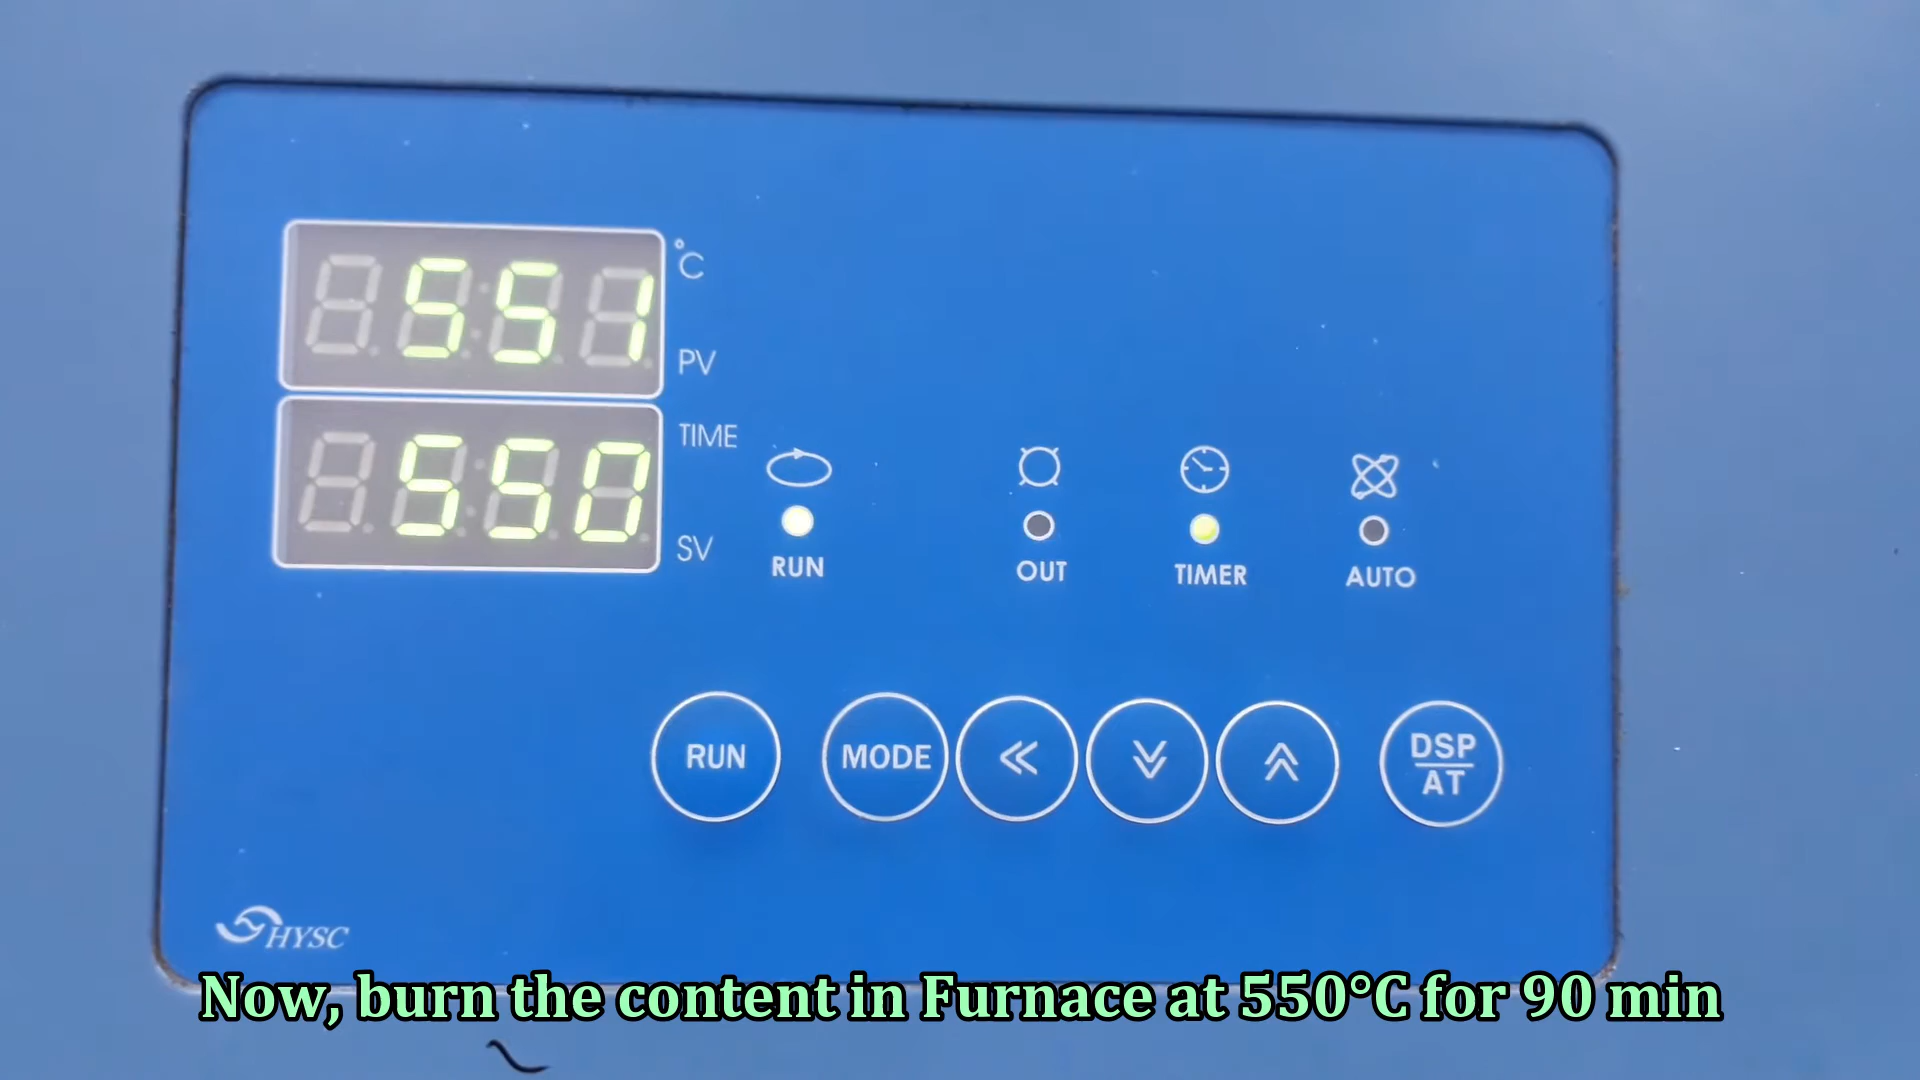 551
°C
PV
550
TIME
SV
RUN
OUT
TIMER
AUTO
RUN
MODE
DSP
AT
HYSC
Now, burn the content in Furnace at 550°C for 90 min